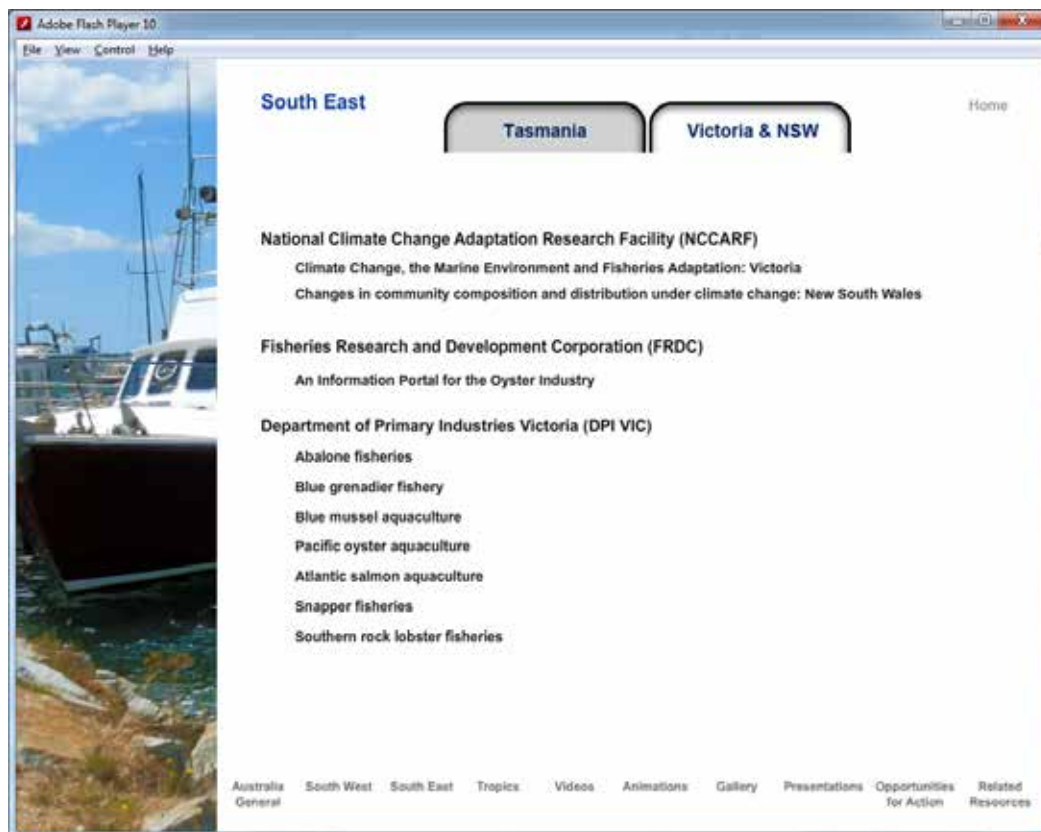 Adobe Flash Player 10
File View Control Help
South East
Tasmania
Victoria & NSW
Home
National Climate Change Adaptation Research Facility (NCCARF)
Climate Change, the Marine Environment and Fisheries Adaptation: Victoria
Changes in community composition and distribution under climate change: New South Wales
Fisheries Research and Development Corporation (FRDC)
An Information Portal for the Oyster Industry
Department of Primary Industries Victoria (DPI VIC)
Abalone fisheries
Blue grenadier fishery
Blue mussel aquaculture
Pacific oyster aquaculture
Atlantic salmon aquaculture
Snapper fisheries
Southern rock lobster fisheries
Australia General
South West
South East
Tropics
Videos
Animations
Gallery
Presentations
Opportunities for Action
Related Resources